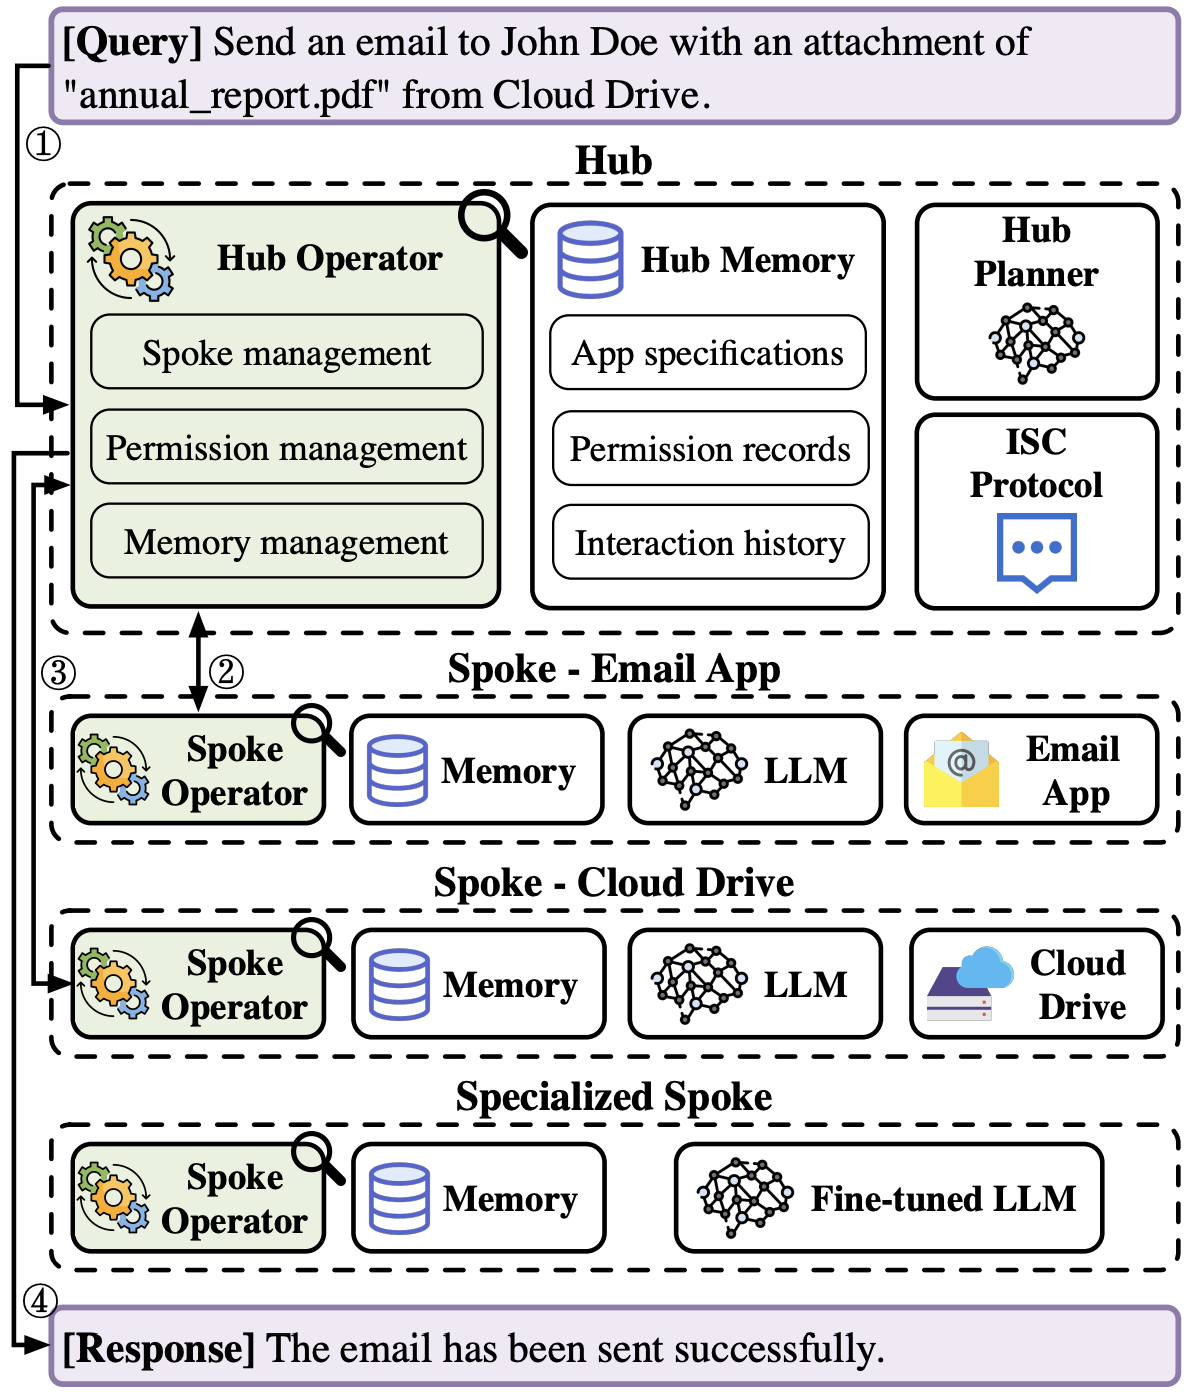 [Query] Send an email to John Doe with an attachment of
"annual_report.pdf" from Cloud Drive.
①
Hub
Hub Operator
Spoke management
Permission management
Memory management
Hub Memory
App specifications
Permission records
Interaction history
Hub
Planner
ISC
Protocol
③
②
Spoke - Email App
Spoke
Operator
Memory
LLM
@
Email
App
Spoke - Cloud Drive
Spoke
Operator
Memory
LLM
Cloud
Drive
Specialized Spoke
Spoke
Operator
Memory
Fine-tuned LLM
④
[Response] The email has been sent successfully.